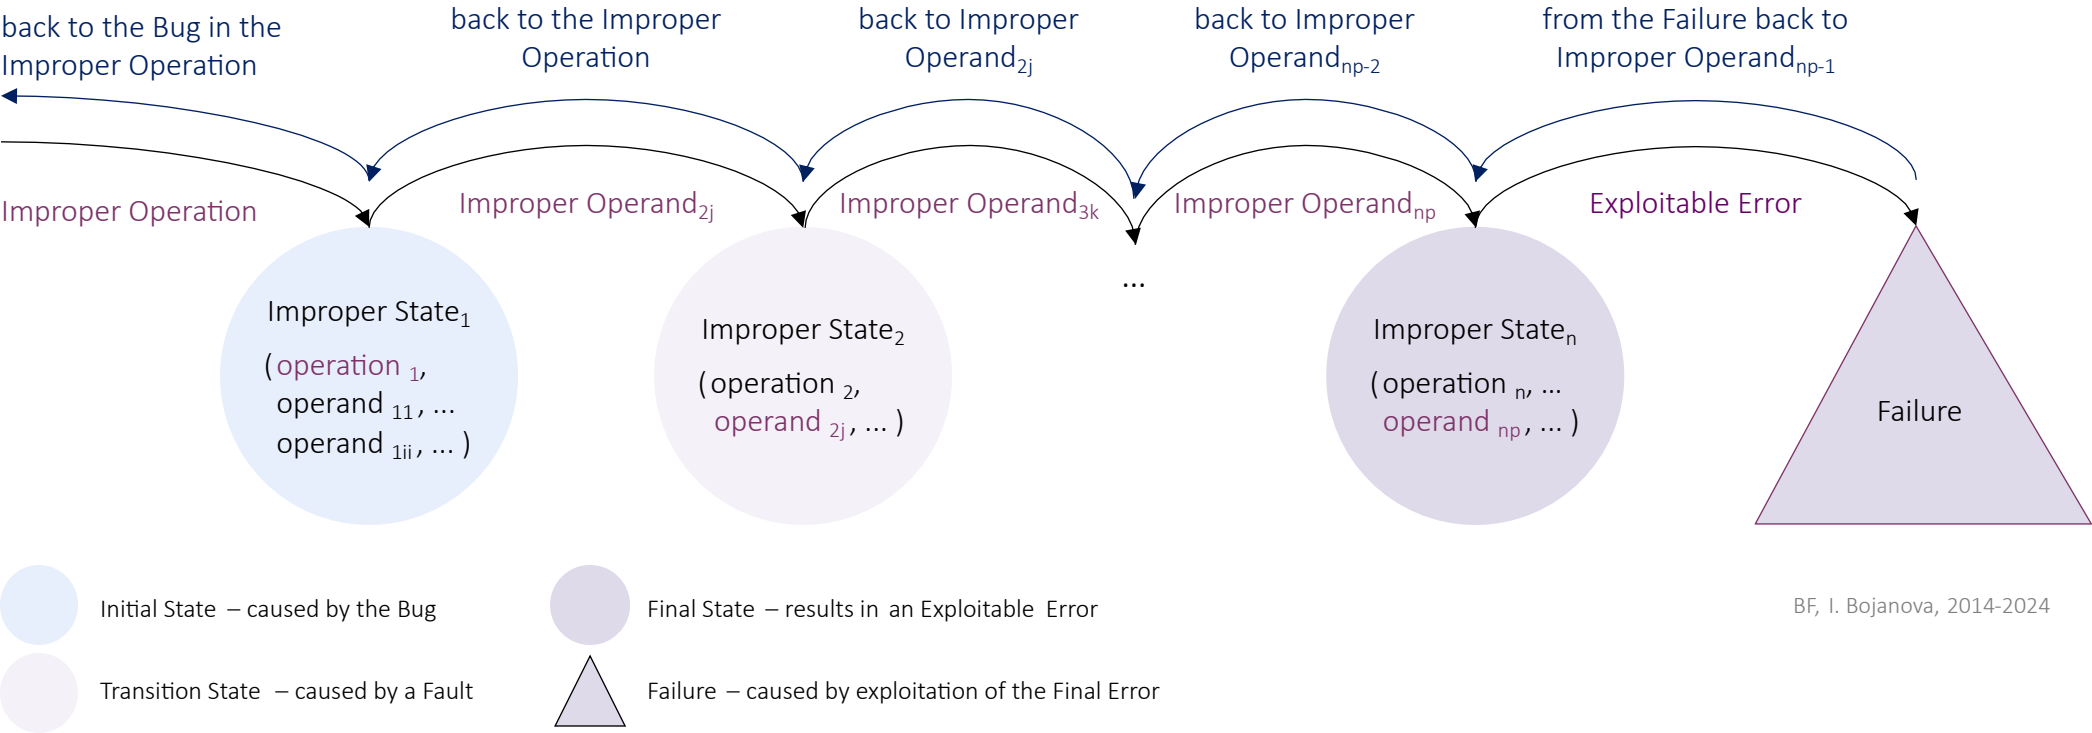 back to the Bug in the
Improper Operation
back to the Improper
Operation
back to Improper
Operand2j
back to Improper
Operandnp-2
from the Failure back to
Improper Operandnp-1
Improper Operation
Improper Operand2j
Improper Operand3k
Improper Operandnp
Exploitable Error
Improper State1
(operation 1,
operand 11, ...
operand 1ii, ... )
Improper State2
(operation 2,
operand 2j, ... )
...
Improper Staten
(operation n, ...
operand np, ... )
Failure
Initial State – caused by the Bug
Transition State – caused by a Fault
Final State – results in an Exploitable Error
Failure – caused by exploitation of the Final Error
BF, I. Bojanova, 2014-2024